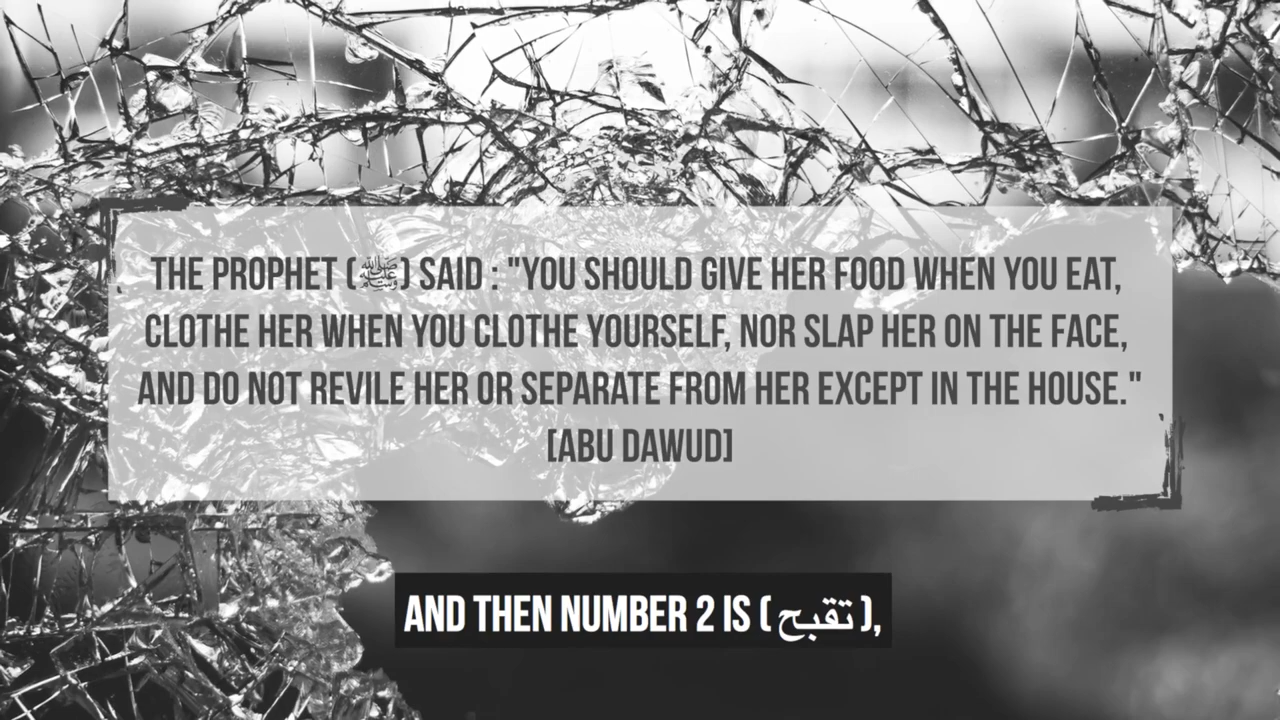 THE PROPHET (ﷺ) SAID : "YOU SHOULD GIVE HER FOOD WHEN YOU EAT,
CLOTHE HER WHEN YOU CLOTHE YOURSELF, NOR SLAP HER ON THE FACE,
AND DO NOT REVILE HER OR SEPARATE FROM HER EXCEPT IN THE HOUSE."
[ABU DAWUD]
AND THEN NUMBER 2 IS ( تقبح ),